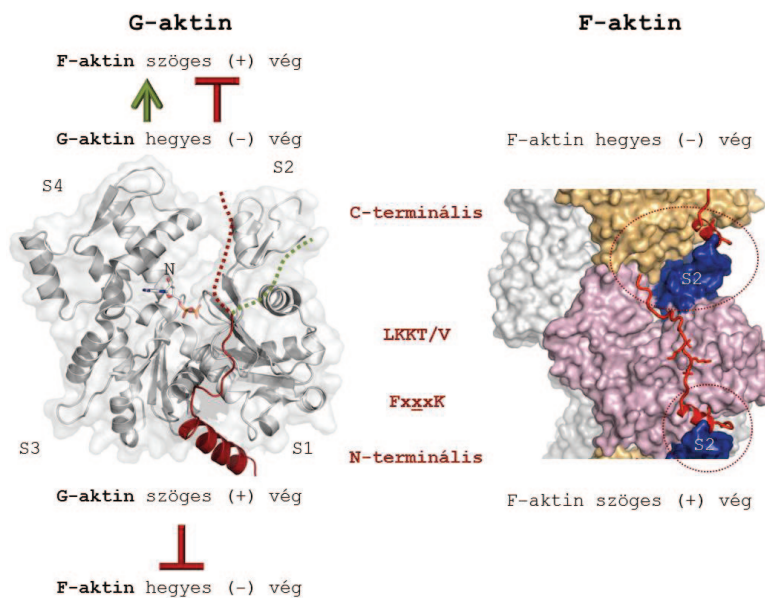 G-aktin
F-aktin szöges (+) vég
G-aktin hegyes (-) vég
S4
S2
N
S3
S1
G-aktin szöges (+) vég
F-aktin hegyes (-) vég
C-terminális
LKKT/V
FxxxK
N-terminális
F-aktin
F-aktin hegyes (-) vég
S2
S2
F-aktin szöges (+) vég